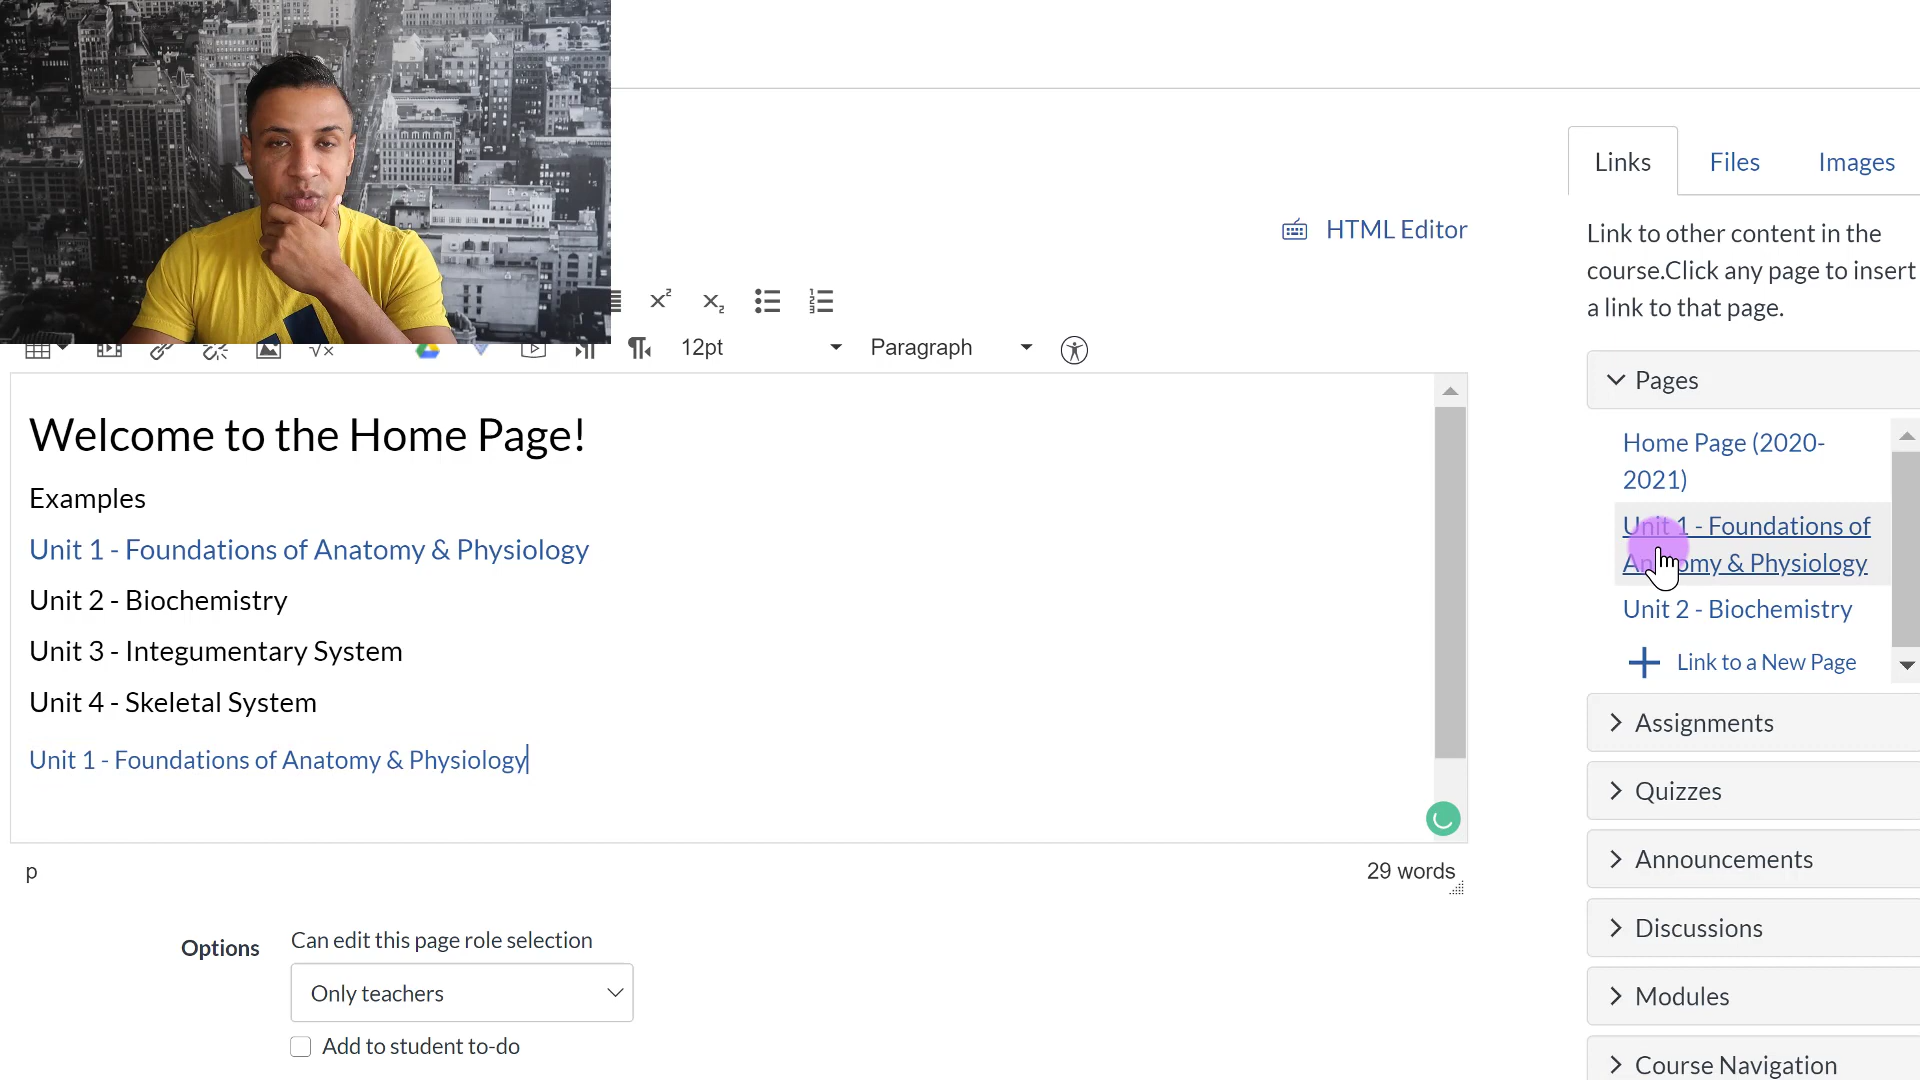 Links Files Images
HTML Editor
Link to other content in the
course.Click any page to insert
a link to that page.
12pt Paragraph
Welcome to the Home Page!
Examples
Unit 1 - Foundations of Anatomy & Physiology
Unit 2 - Biochemistry
Unit 3 - Integumentary System
Unit 4 - Skeletal System
Unit 1 - Foundations of Anatomy & Physiology
p
29 words
Options
Can edit this page role selection
Only teachers
Add to student to-do
Pages
Home Page (2020-
2021)
Unit 1 - Foundations of
Anatomy & Physiology
Unit 2 - Biochemistry
Link to a New Page
Assignments
Quizzes
Announcements
Discussions
Modules
Course Navigation